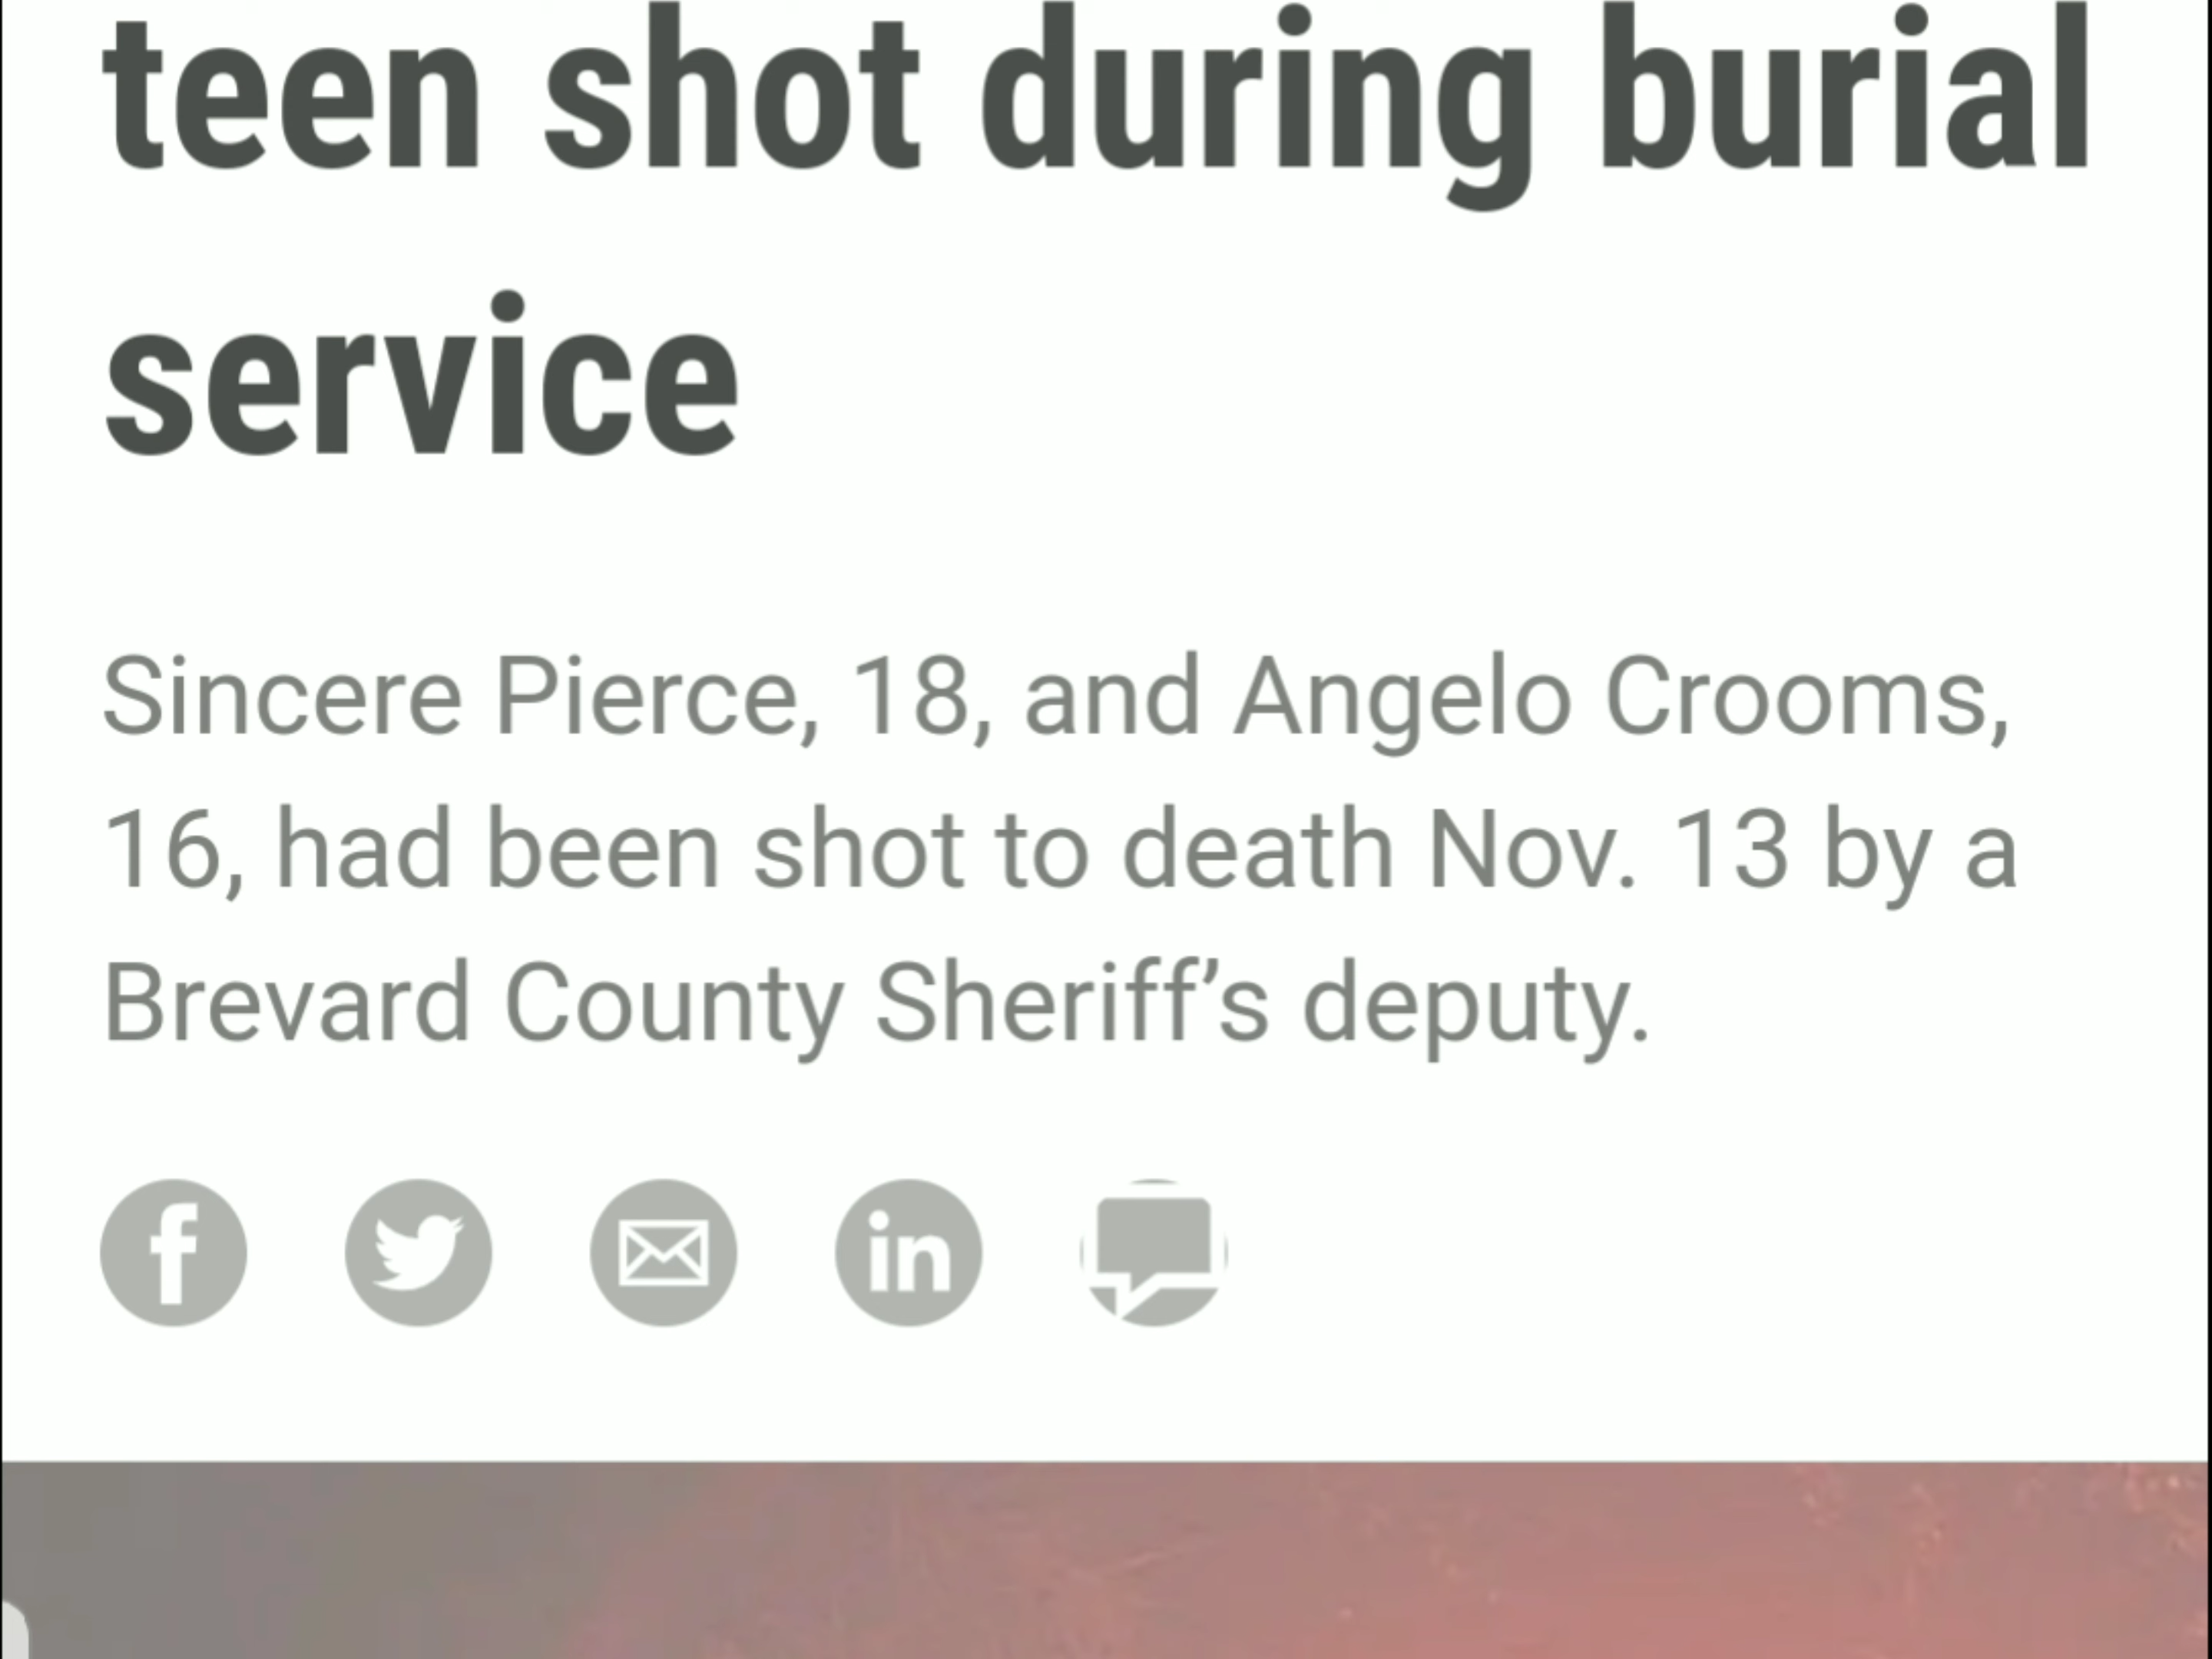 teen shot during burial
service
Sincere Pierce, 18, and Angelo Crooms,
16, had been shot to death Nov. 13 by a
Brevard County Sheriff’s deputy.